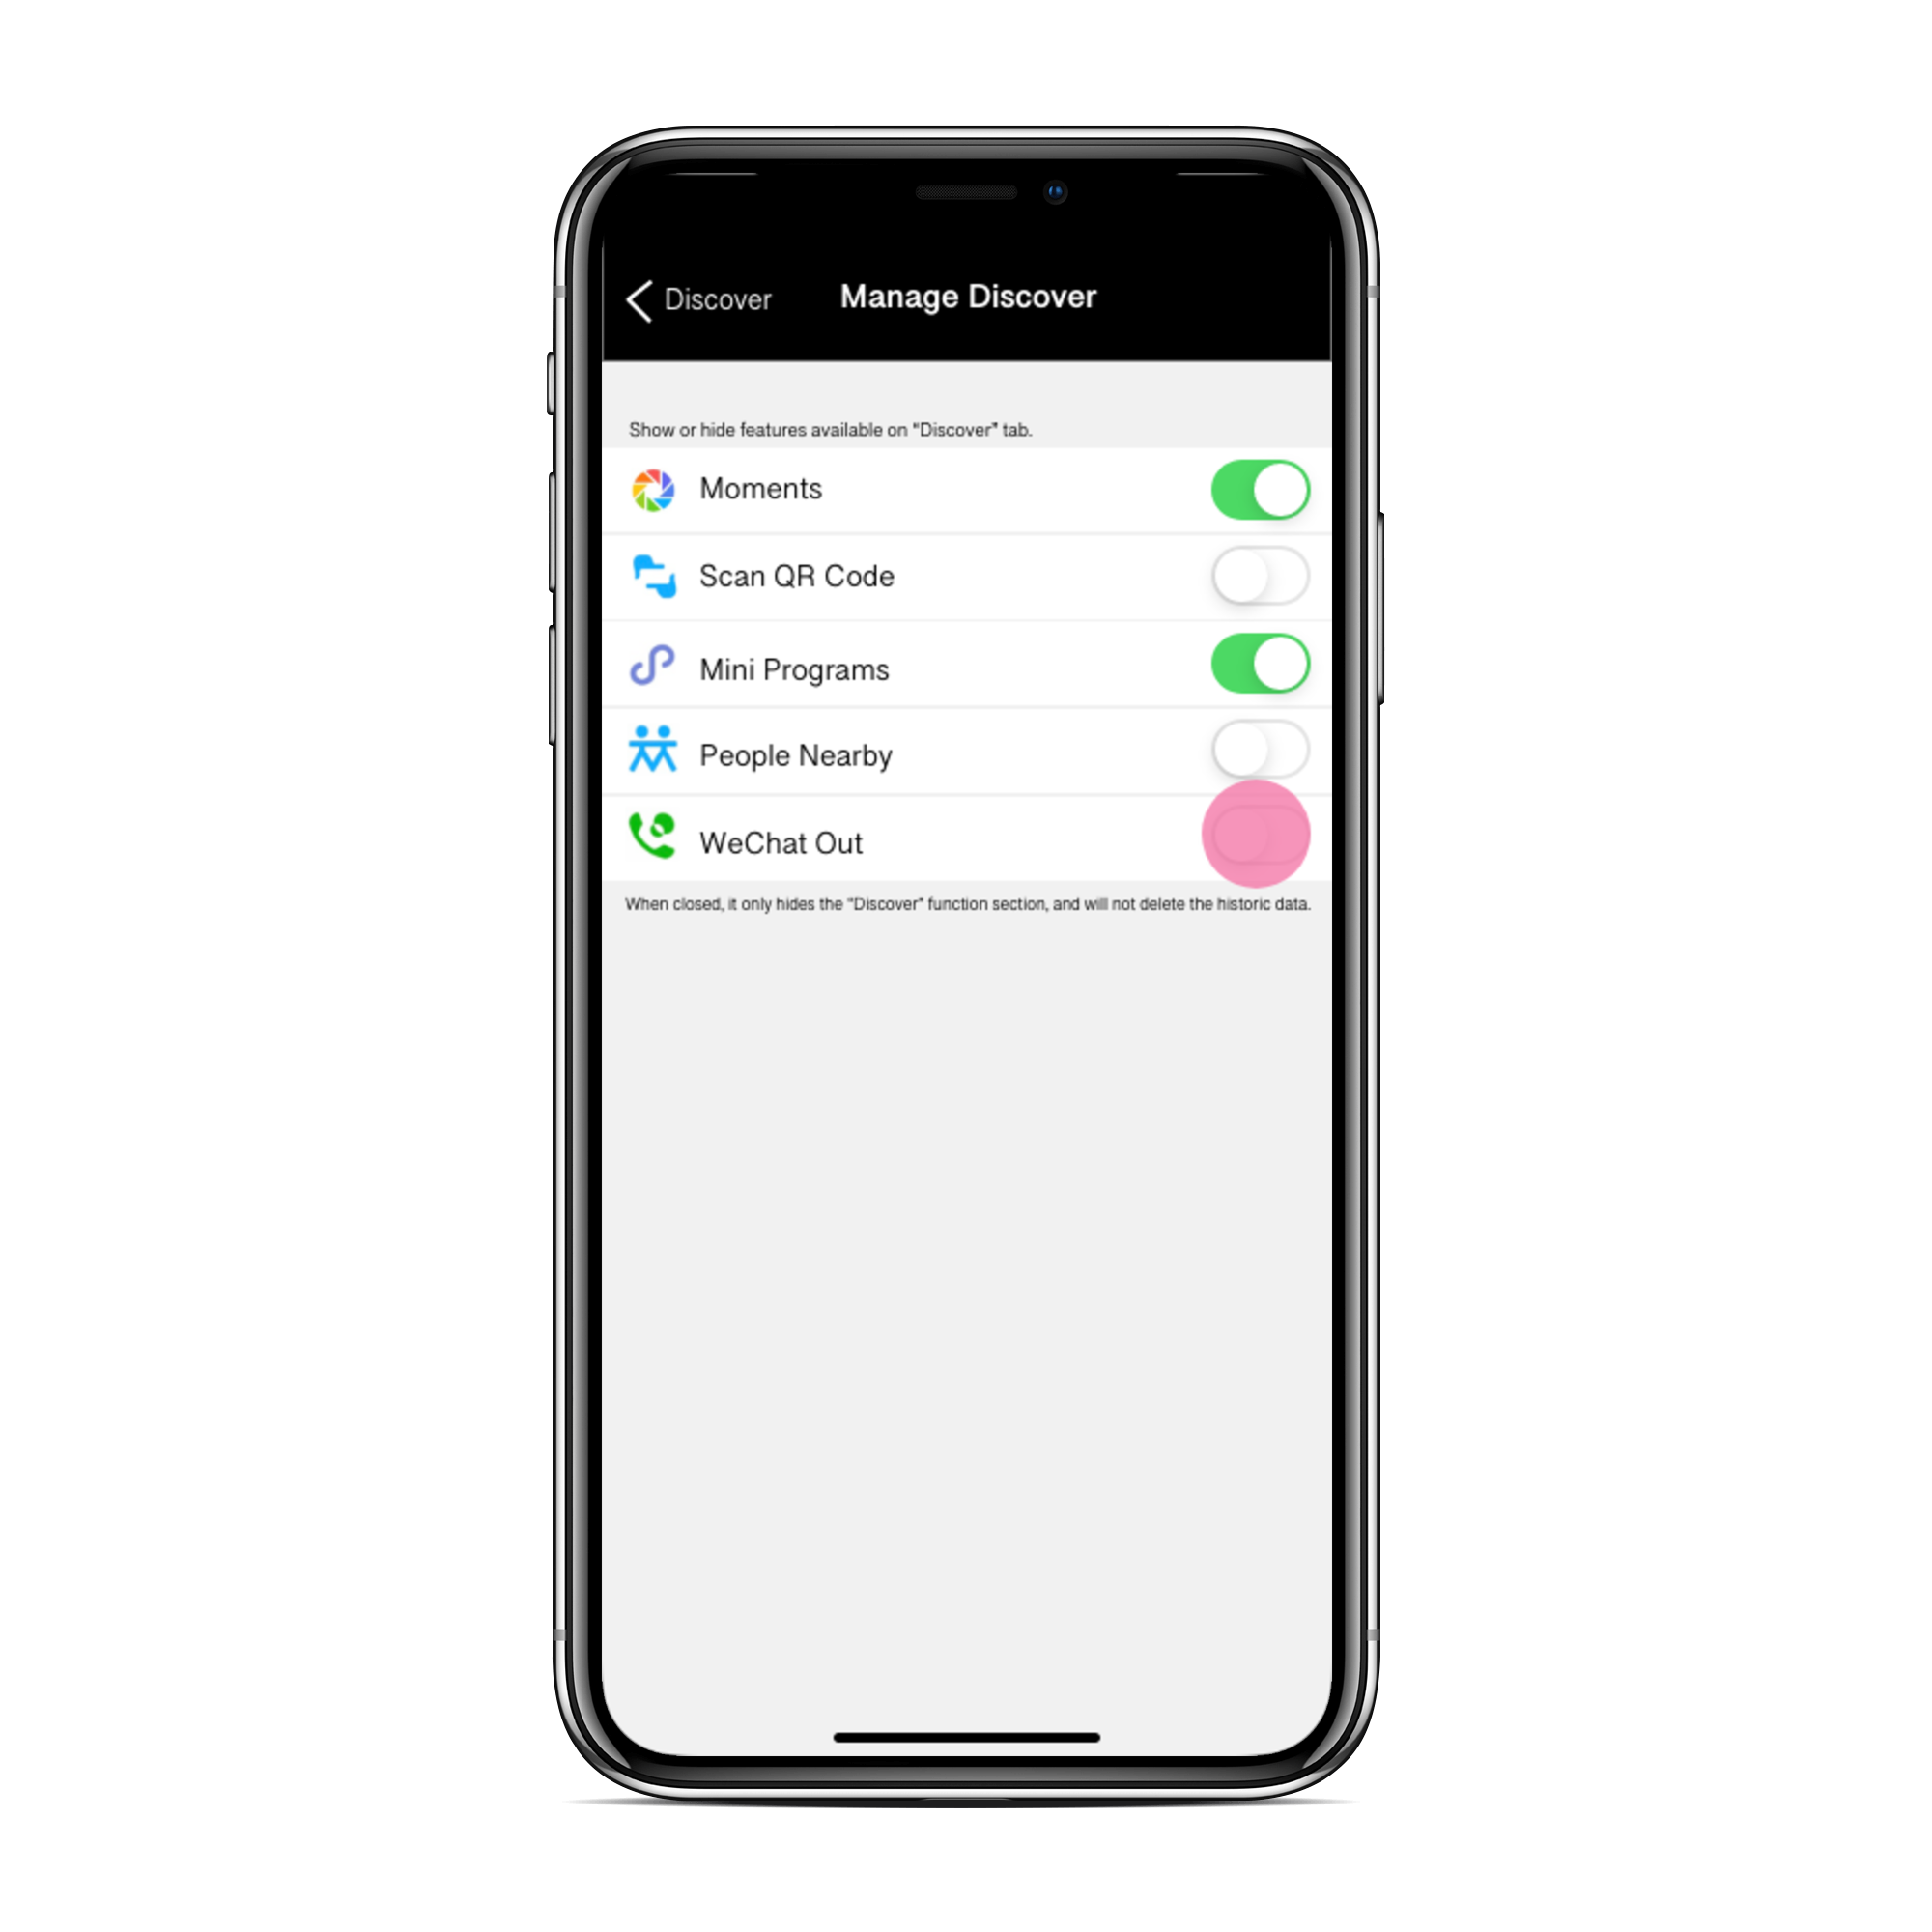 Discover
Manage Discover
Show or hide features available on "Discover" tab.
Moments
Scan QR Code
Mini Programs
People Nearby
WeChat Out
When closed, it only hides the "Discover" function section, and will not delete the historic data.